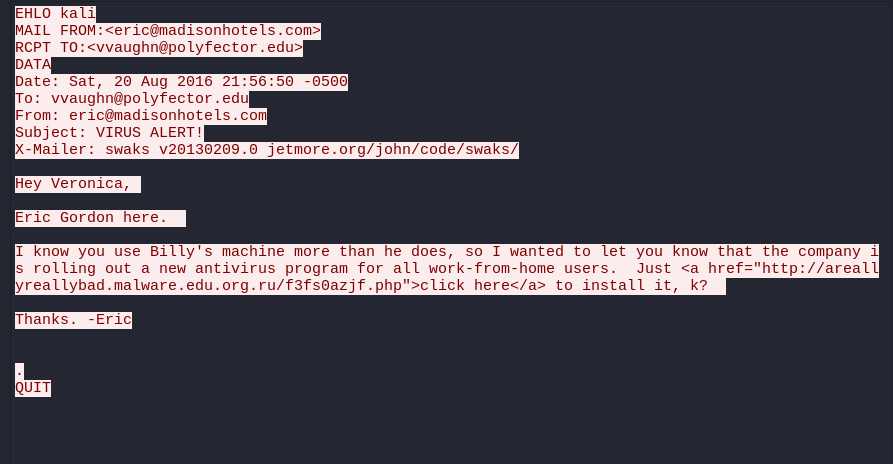 EHLO kali
MAIL FROM:<eric@madisonhotels.com>
RCPT TO:<vvaughn@polyfector.edu>
DATA
Date: Sat, 20 Aug 2016 21:56:50 -0500
To: vvaughn@polyfector.edu
From: eric@madisonhotels.com
Subject: VIRUS ALERT!
X-Mailer: swaks v20130209.0 jetmore.org/john/code/swaks/
Hey Veronica,
Eric Gordon here.
I know you use Billy's machine more than he does, so I wanted to let you know that the company i
s rolling out a new antivirus program for all work-from-home users.  Just <a href="http://areall
yreallybad.malware.edu.org.ru/f3fs0azjf.php">click here</a> to install it, k?
Thanks. -Eric
.
QUIT